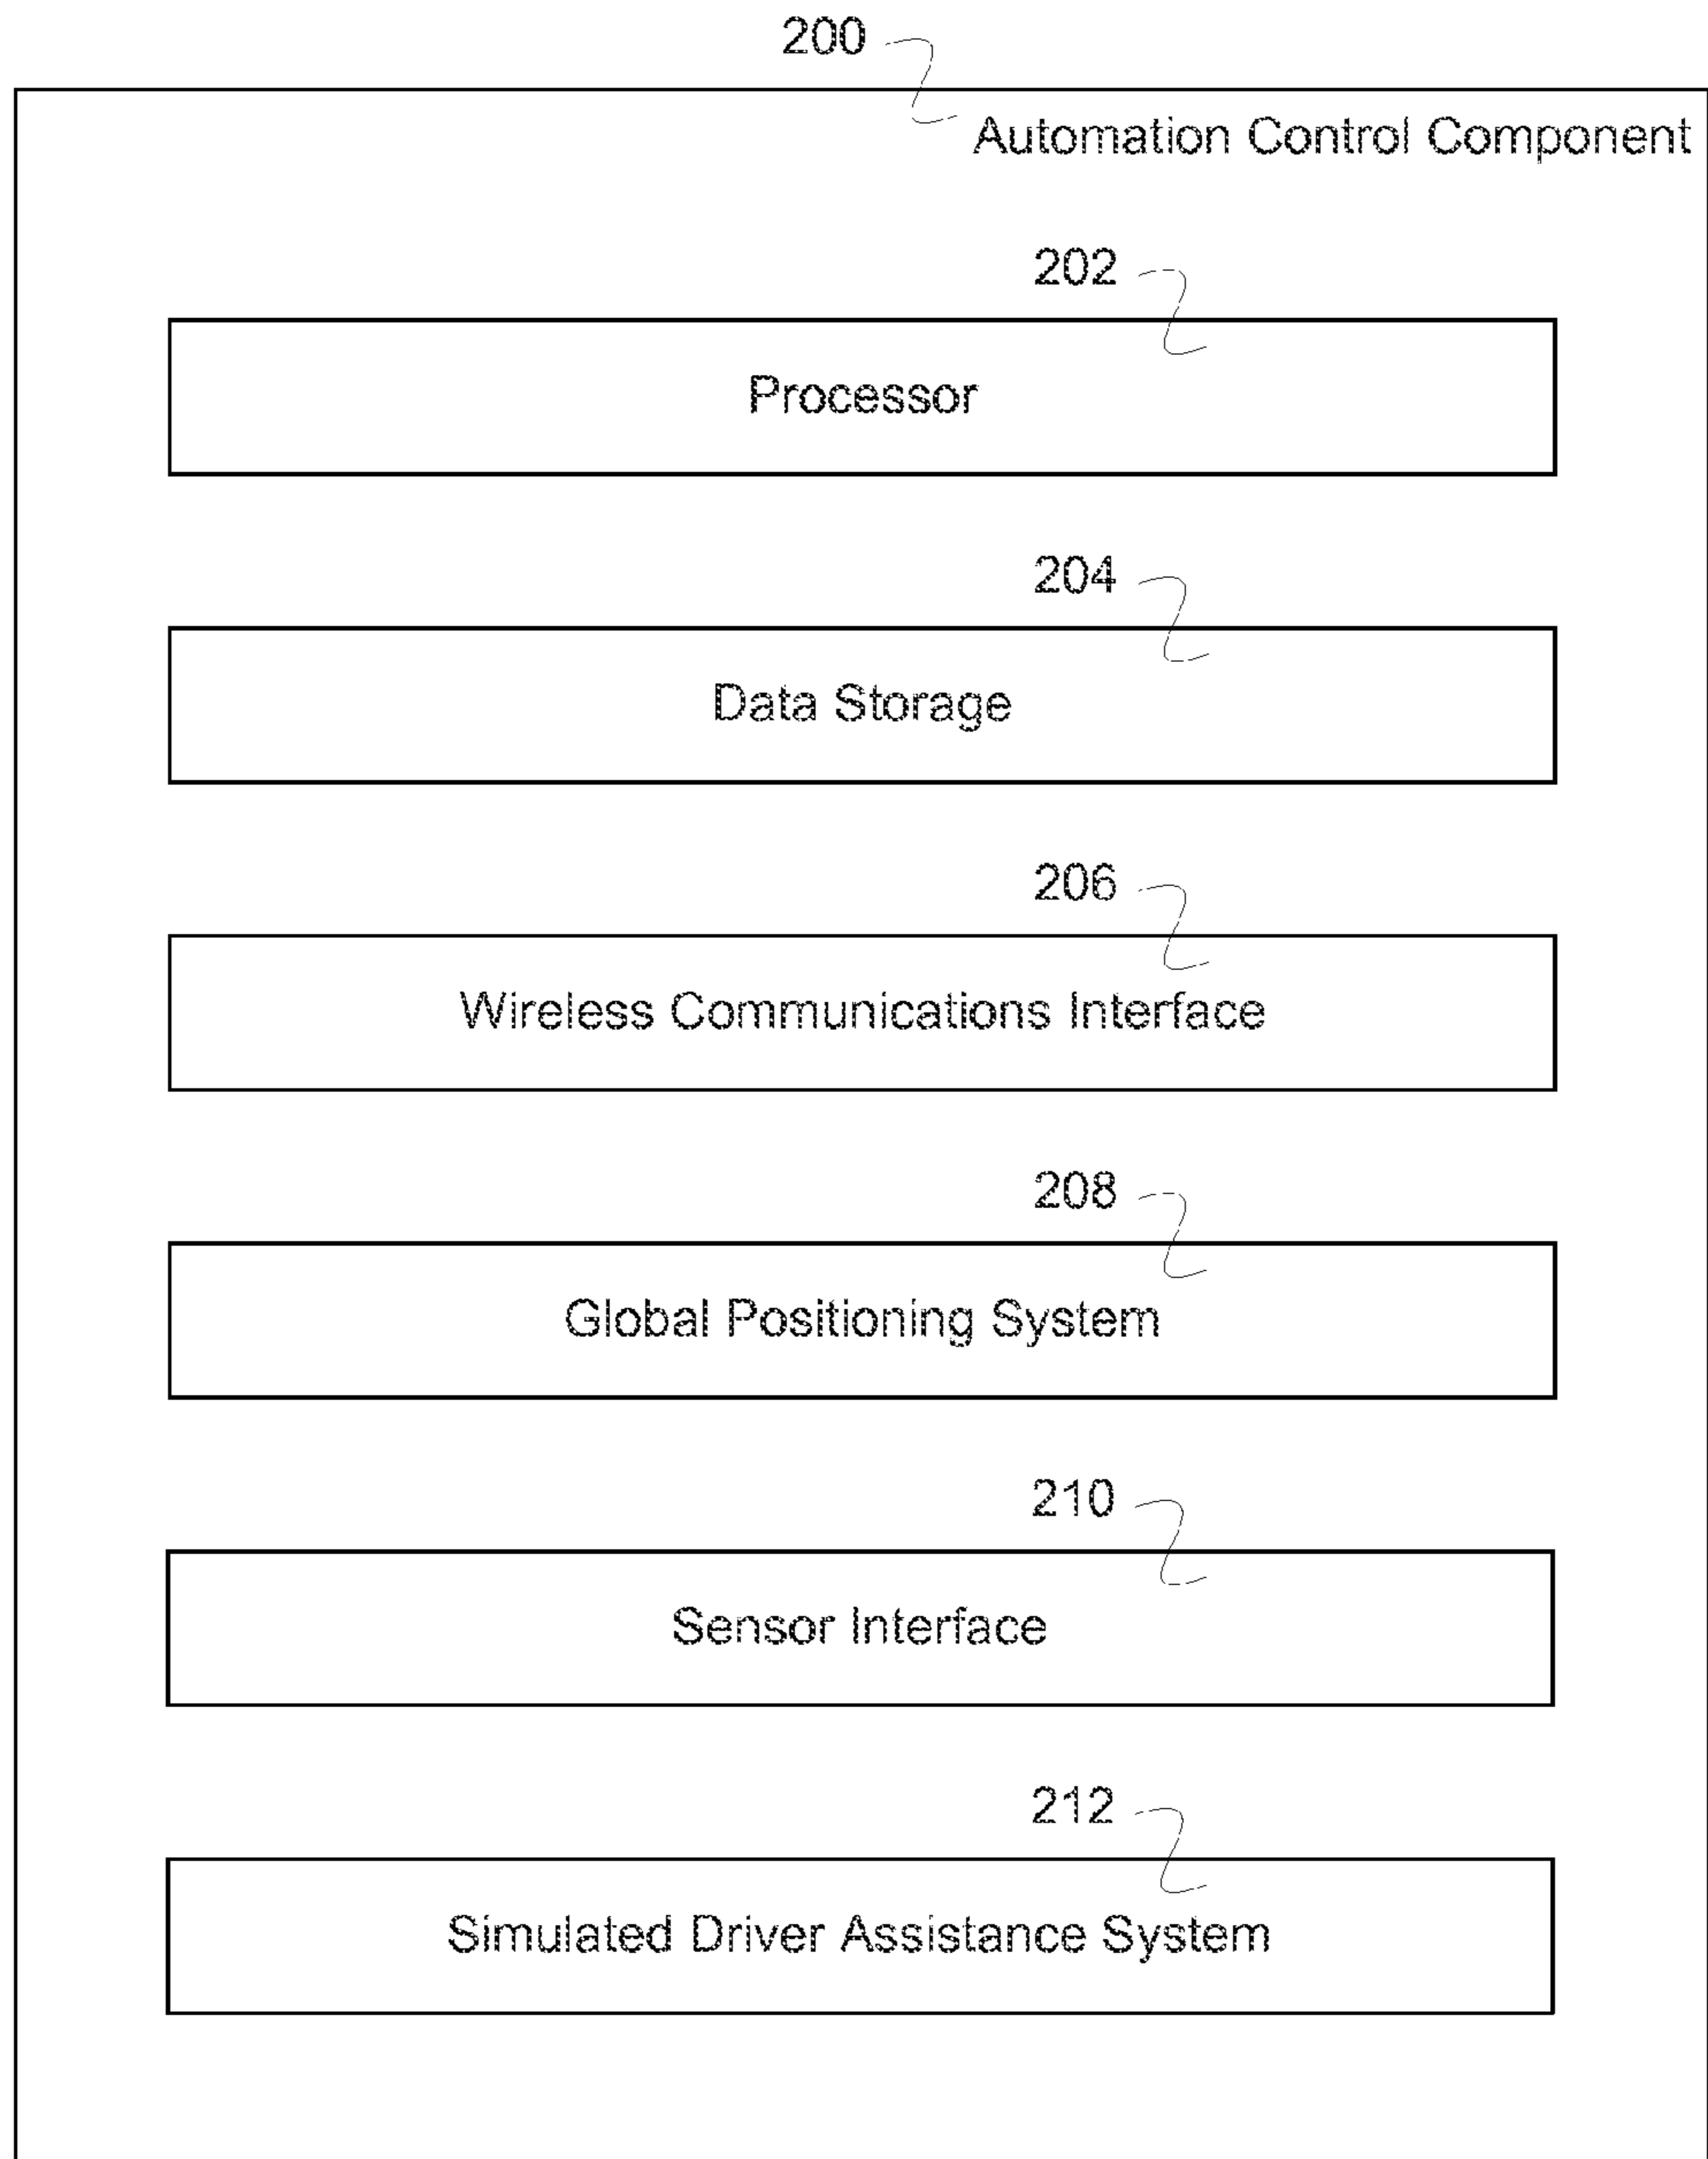 200
Automation Control Component
202
Processor
204
Data Storage
206
Wireless Communications Interface
208
Global Positioning System
210
Sensor Interface
212
Simulated Driver Assistance System